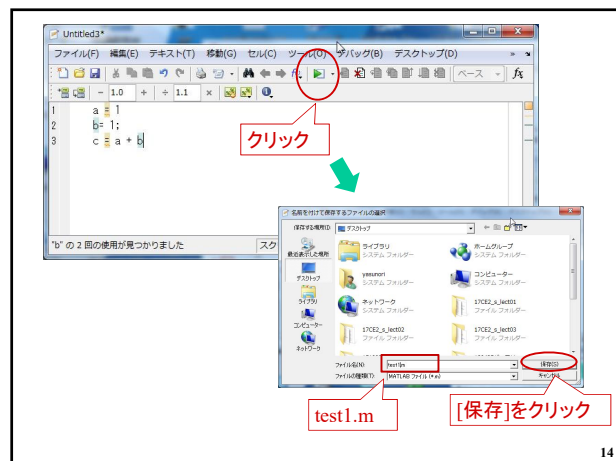 Untitled3*
ファイル(F) 編集(E) テキスト(T) 移動(G) セル(C) ツール(O) デバッグ(B) デスクトップ(D)
ベース
fx
- 1.0 + ÷ 1.1 ×
1 a = 1
2 b= 1;
3 c = a + b
クリック
"b" の 2 回の使用が見つかりました
スク
名前を付けて保存するファイルの選択
保存する場所(I):
デスクトップ
最近表示した場所
デスクトップ
ライブラリ
コンピューター
ネットワーク
ライブラリ
システム フォルダー
ホームグループ
システム フォルダー
yasunori
システム フォルダー
コンピューター
システム フォルダー
ネットワーク
システム フォルダー
17CE2_s_lect01
ファイル フォルダー
17CE2_s_lect02
ファイル フォルダー
17CE2_s_lect03
ファイル フォルダー
ファイル名(N):
test1.m
保存(S)
ファイルの種類(T):
MATLAB ファイル (*.m)
キャンセル
test1.m
[保存]をクリック
14